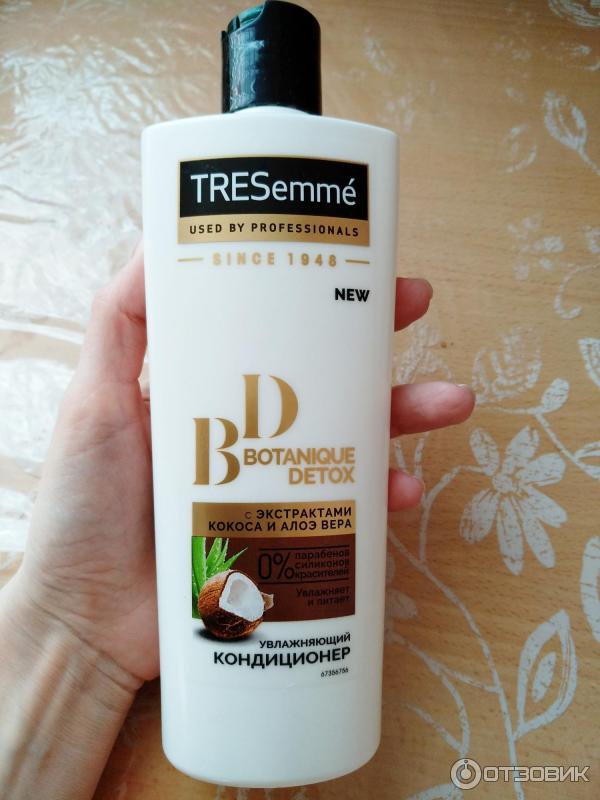 TRESemmé
USED BY PROFESSIONALS
SINCE 1948
NEW
BD
BOTANIQUE
DETOX
С ЭКСТРАКТАМИ
КОКОСА И АЛОЭ ВЕРА
0% парабенов
силиконов
красителей
Увлажняет
и питает
УВЛАЖНЯЮЩИЙ
КОНДИЦИОНЕР
67356756
ОТЗОВИК